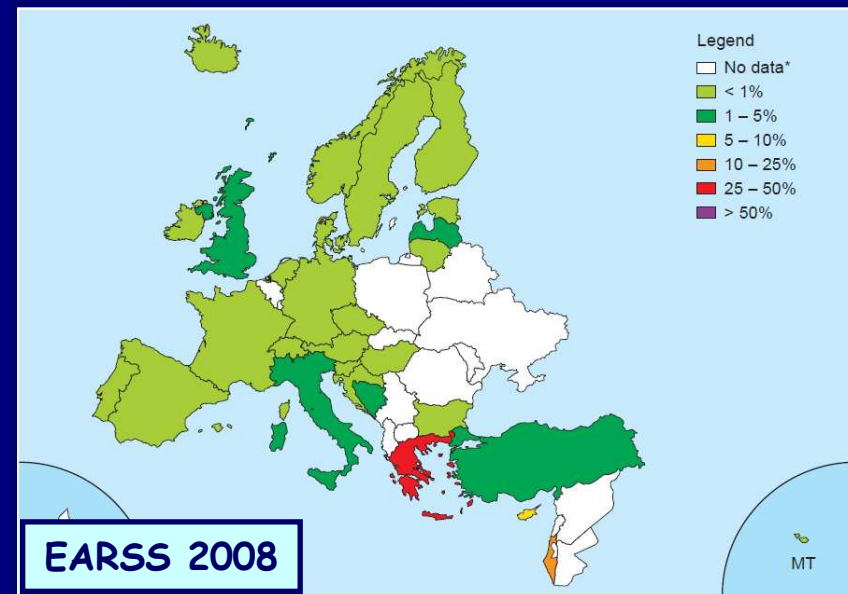 Legend
No data*
< 1%
1 – 5%
5 – 10%
10 – 25%
25 – 50%
> 50%
EARSS 2008
MT